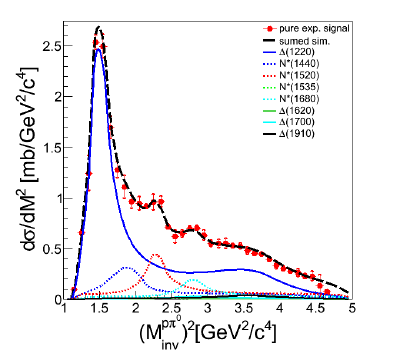 pure exp. signal
sumed sim.
Δ(1220)
N*(1440)
N*(1520)
N*(1535)
N*(1680)
Δ(1620)
Δ(1700)
Δ(1910)
dσ/dM² [mb/GeV²/c⁴]
2.5
2
1.5
1
0.5
0
1 1.5 2 2.5 3 3.5 4 4.5 5
(M^{pπ⁰}_{inv})²[GeV²/c⁴]